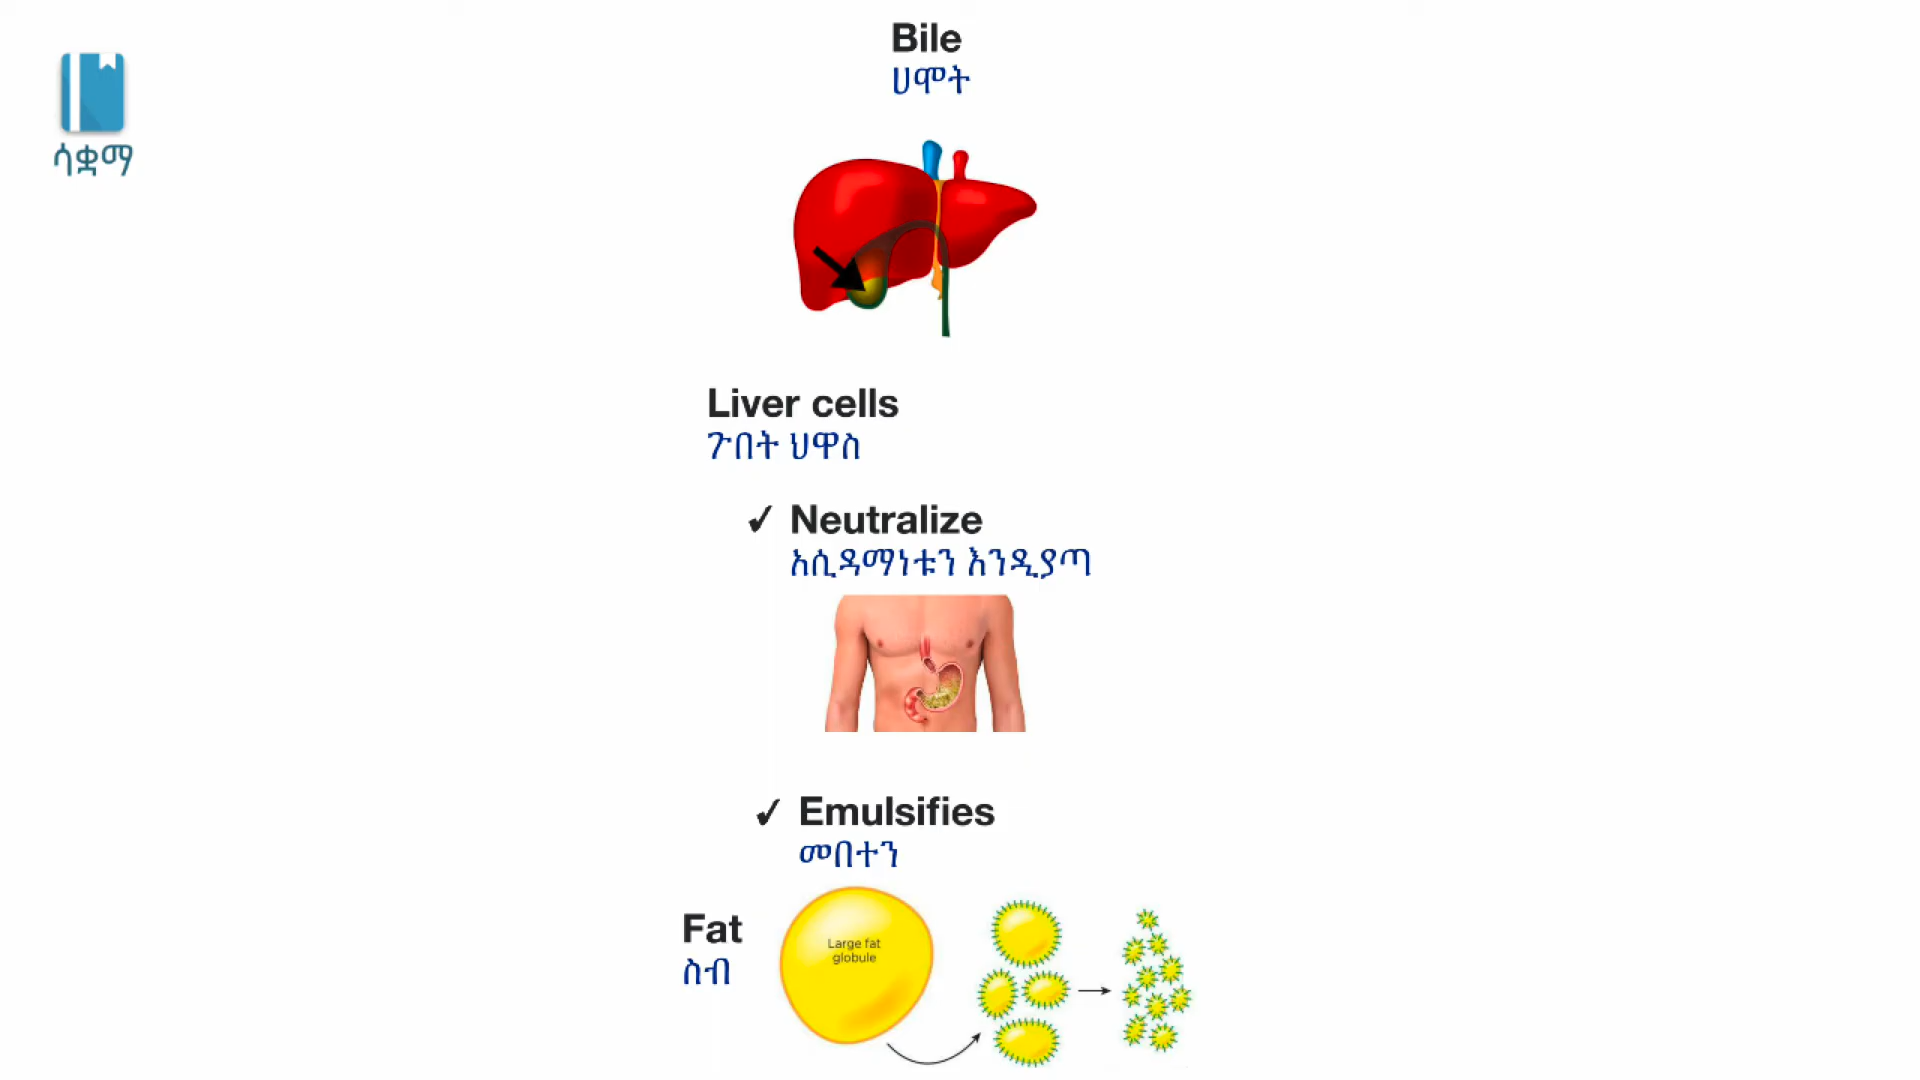 ሳቋማ
Bile
ሀሞት
Liver cells
ጉበት ህዋስ
✓ Neutralize
አሲዳማነቱን እንዲያጣ
✓ Emulsifies
መበተን
Fat
ስብ
Large fat
globule